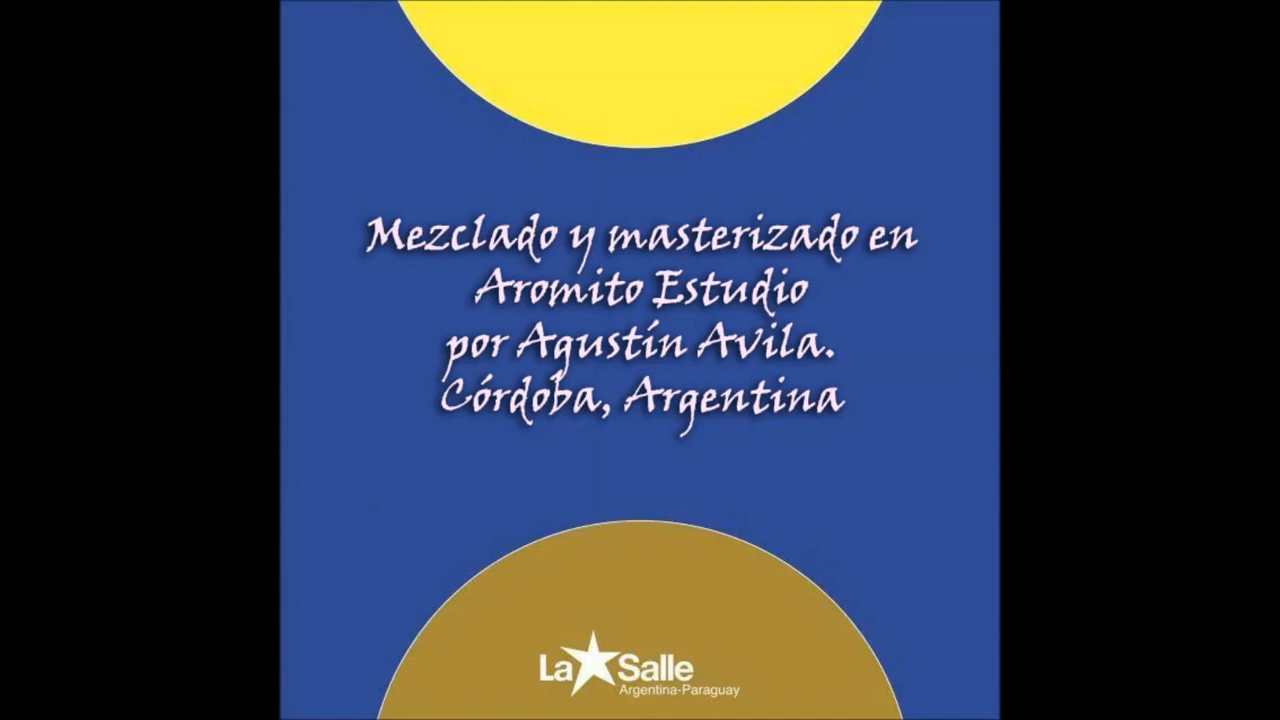 Mezclado y masterizado en
Aromito Estudio
por Agustín Avila.
Córdoba, Argentina
La Salle
Argentina-Paraguay